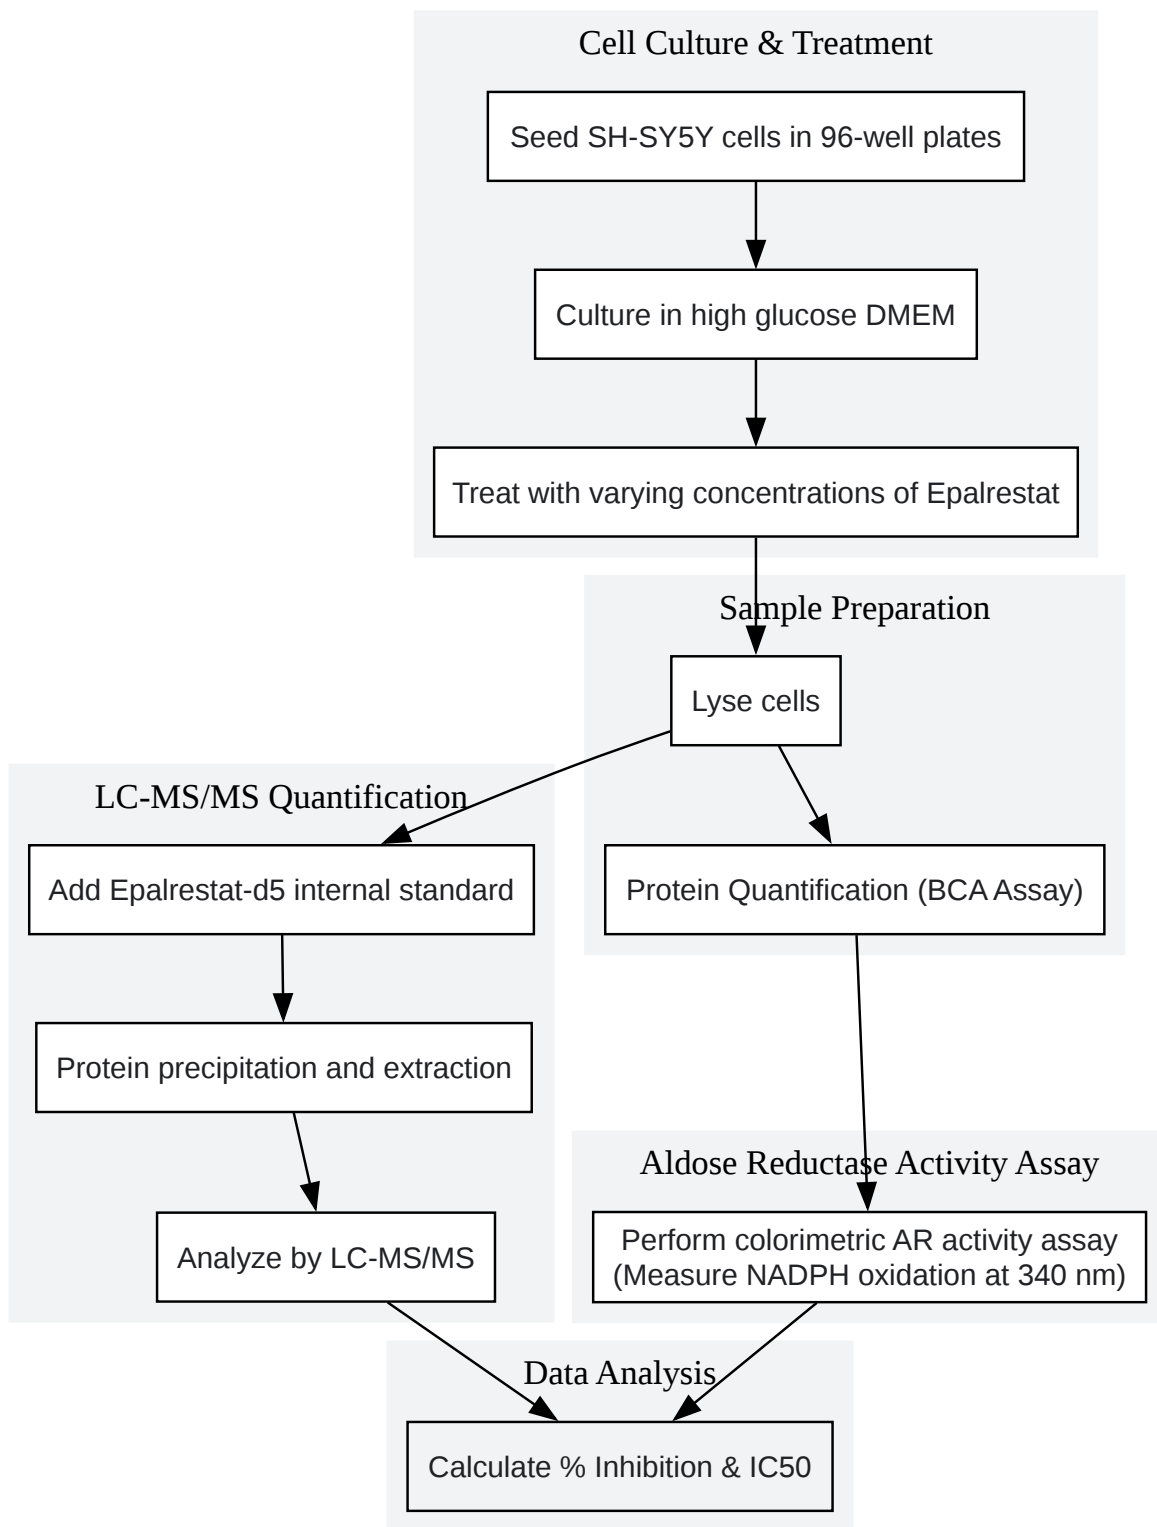 Cell Culture & Treatment
Seed SH-SY5Y cells in 96-well plates
Culture in high glucose DMEM
Treat with varying concentrations of Epalrestat
Sample Preparation
Lyse cells
LC-MS/MS Quantification
Add Epalrestat-d5 internal standard
Protein Quantification (BCA Assay)
Protein precipitation and extraction
Aldose Reductase Activity Assay
Analyze by LC-MS/MS
Perform colorimetric AR activity assay
(Measure NADPH oxidation at 340 nm)
Data Analysis
Calculate % Inhibition & IC50